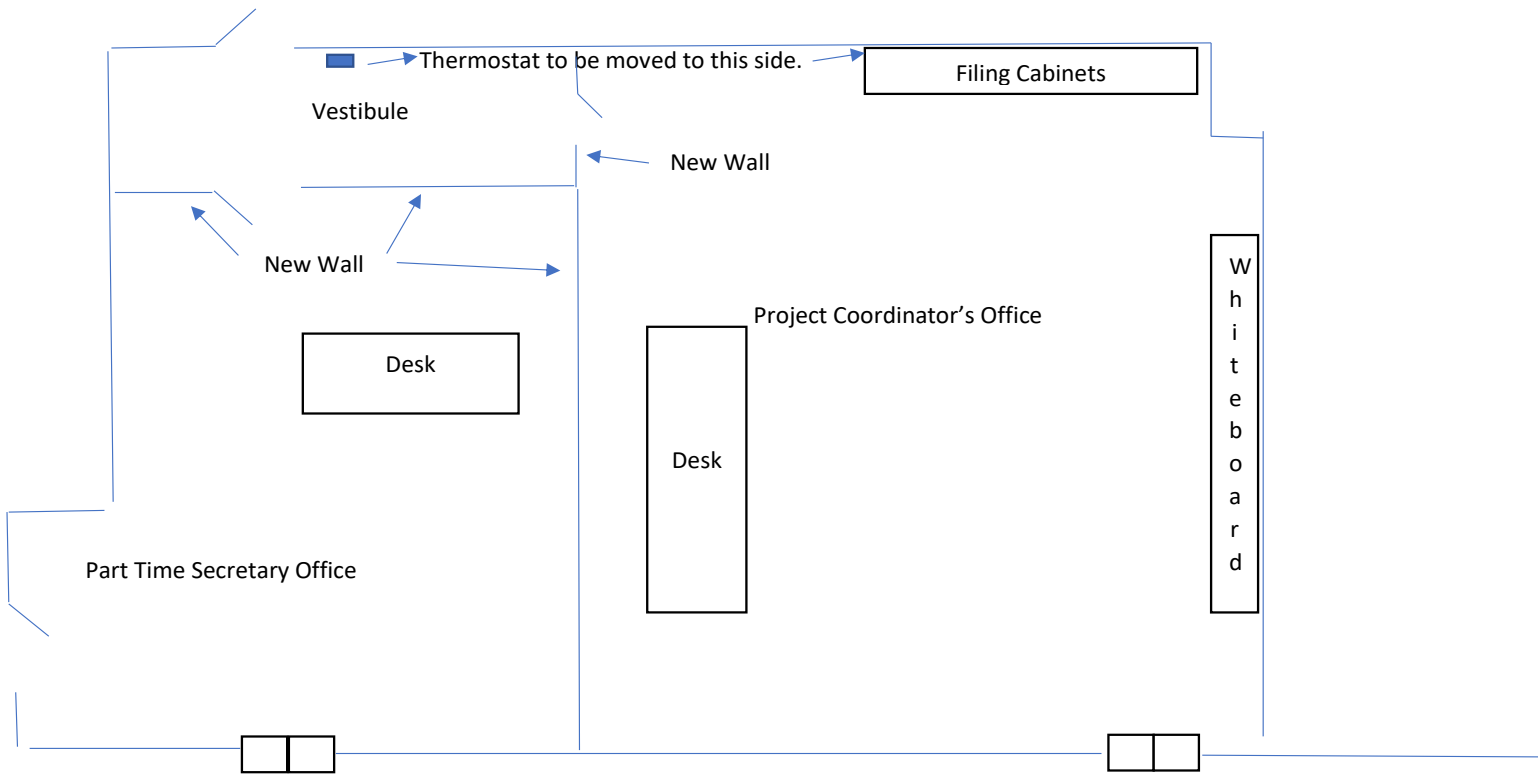 Thermostat to be moved to this side.
Filing Cabinets
Vestibule
New Wall
New Wall
Project Coordinator’s Office
Desk
Desk
Whiteboard
Part Time Secretary Office